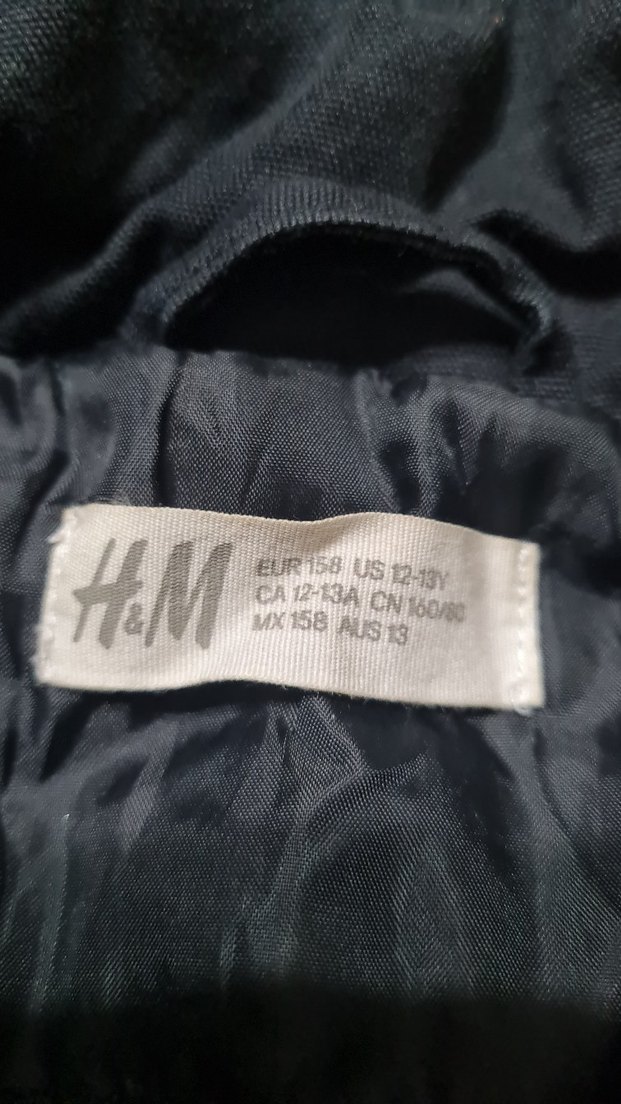 H&M
EUR 158 US 12-13Y
CA 12-13A CN 160/80
MX 158 AUS 13